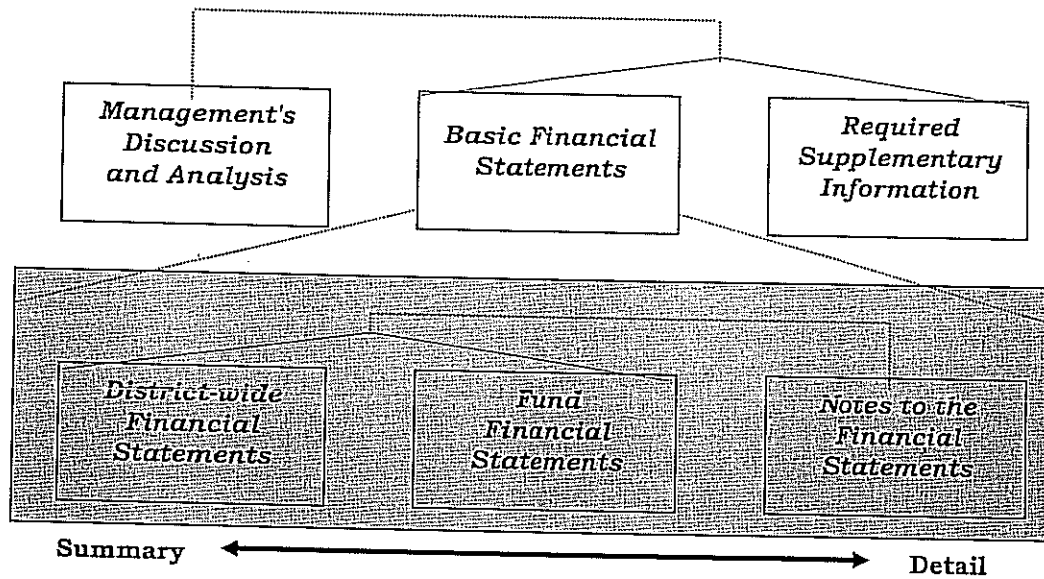 Management's
Discussion
and Analysis
Basic Financial
Statements
Required
Supplementary
Information
District-wide
Financial
Statements
Fund
Financial
Statements
Notes to the
Financial
Statements
Summary
Detail